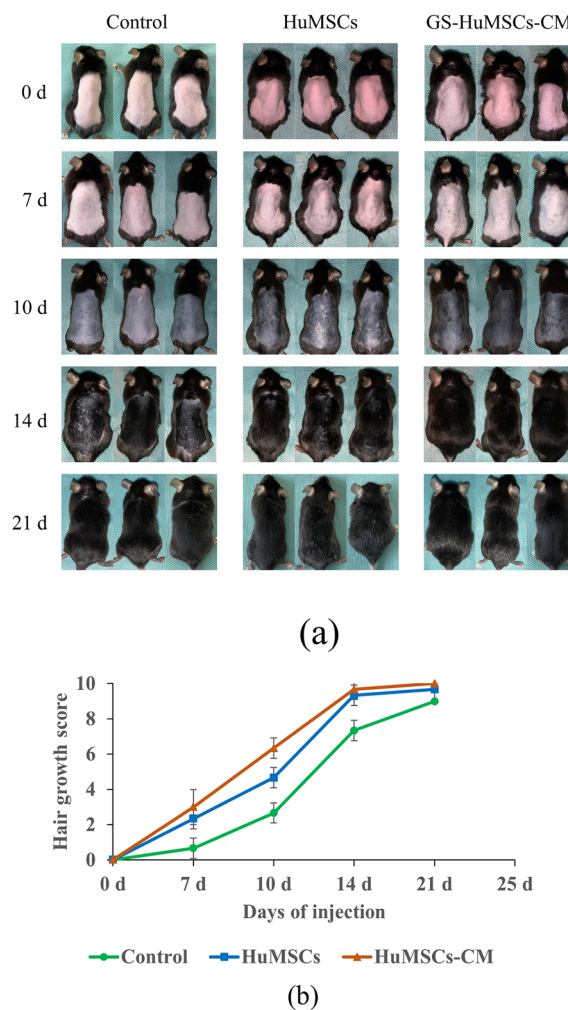 Control HuMSCs GS-HuMSCs-CM
0 d
7 d
10 d
14 d
21 d
(a)
10
8
6
4
2
0
Hair growth score
0 d 7 d 10 d 14 d 21 d 25 d
Days of injection
Control HuMSCs HuMSCs-CM
(b)